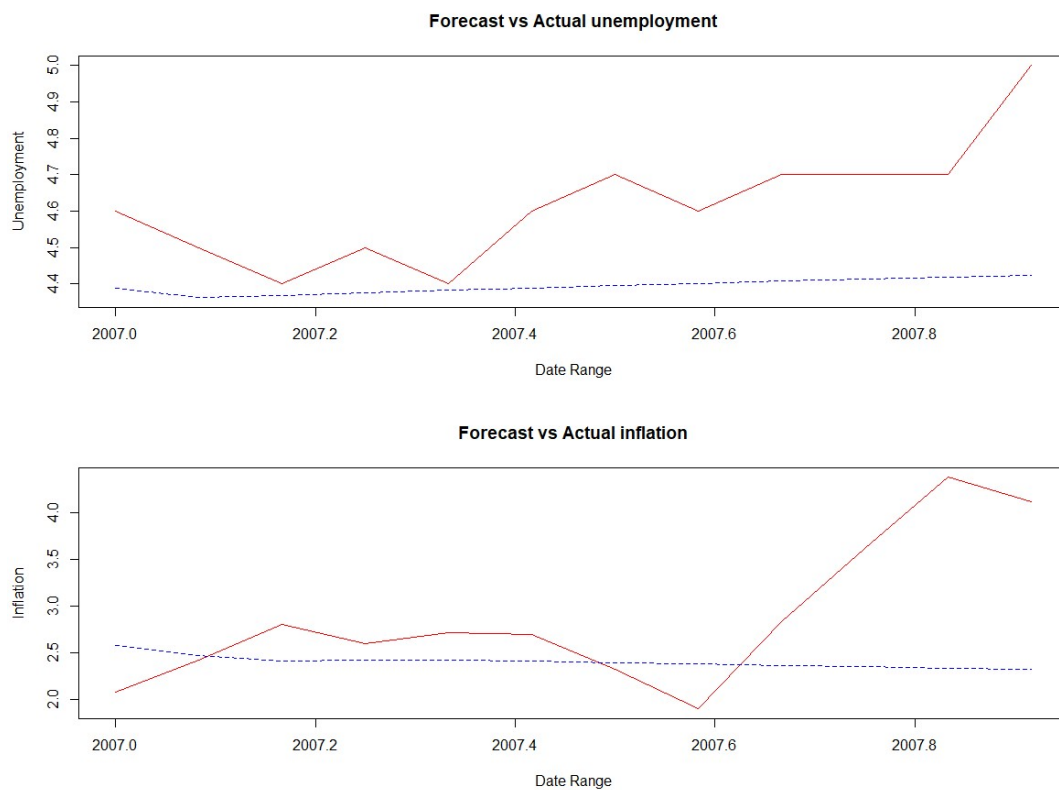 Forecast vs Actual unemployment
Unemployment
5.0
4.9
4.8
4.7
4.6
4.5
4.4
2007.0 2007.2 2007.4 2007.6 2007.8
Date Range
Forecast vs Actual inflation
Inflation
4.0
3.5
3.0
2.5
2.0
2007.0 2007.2 2007.4 2007.6 2007.8
Date Range